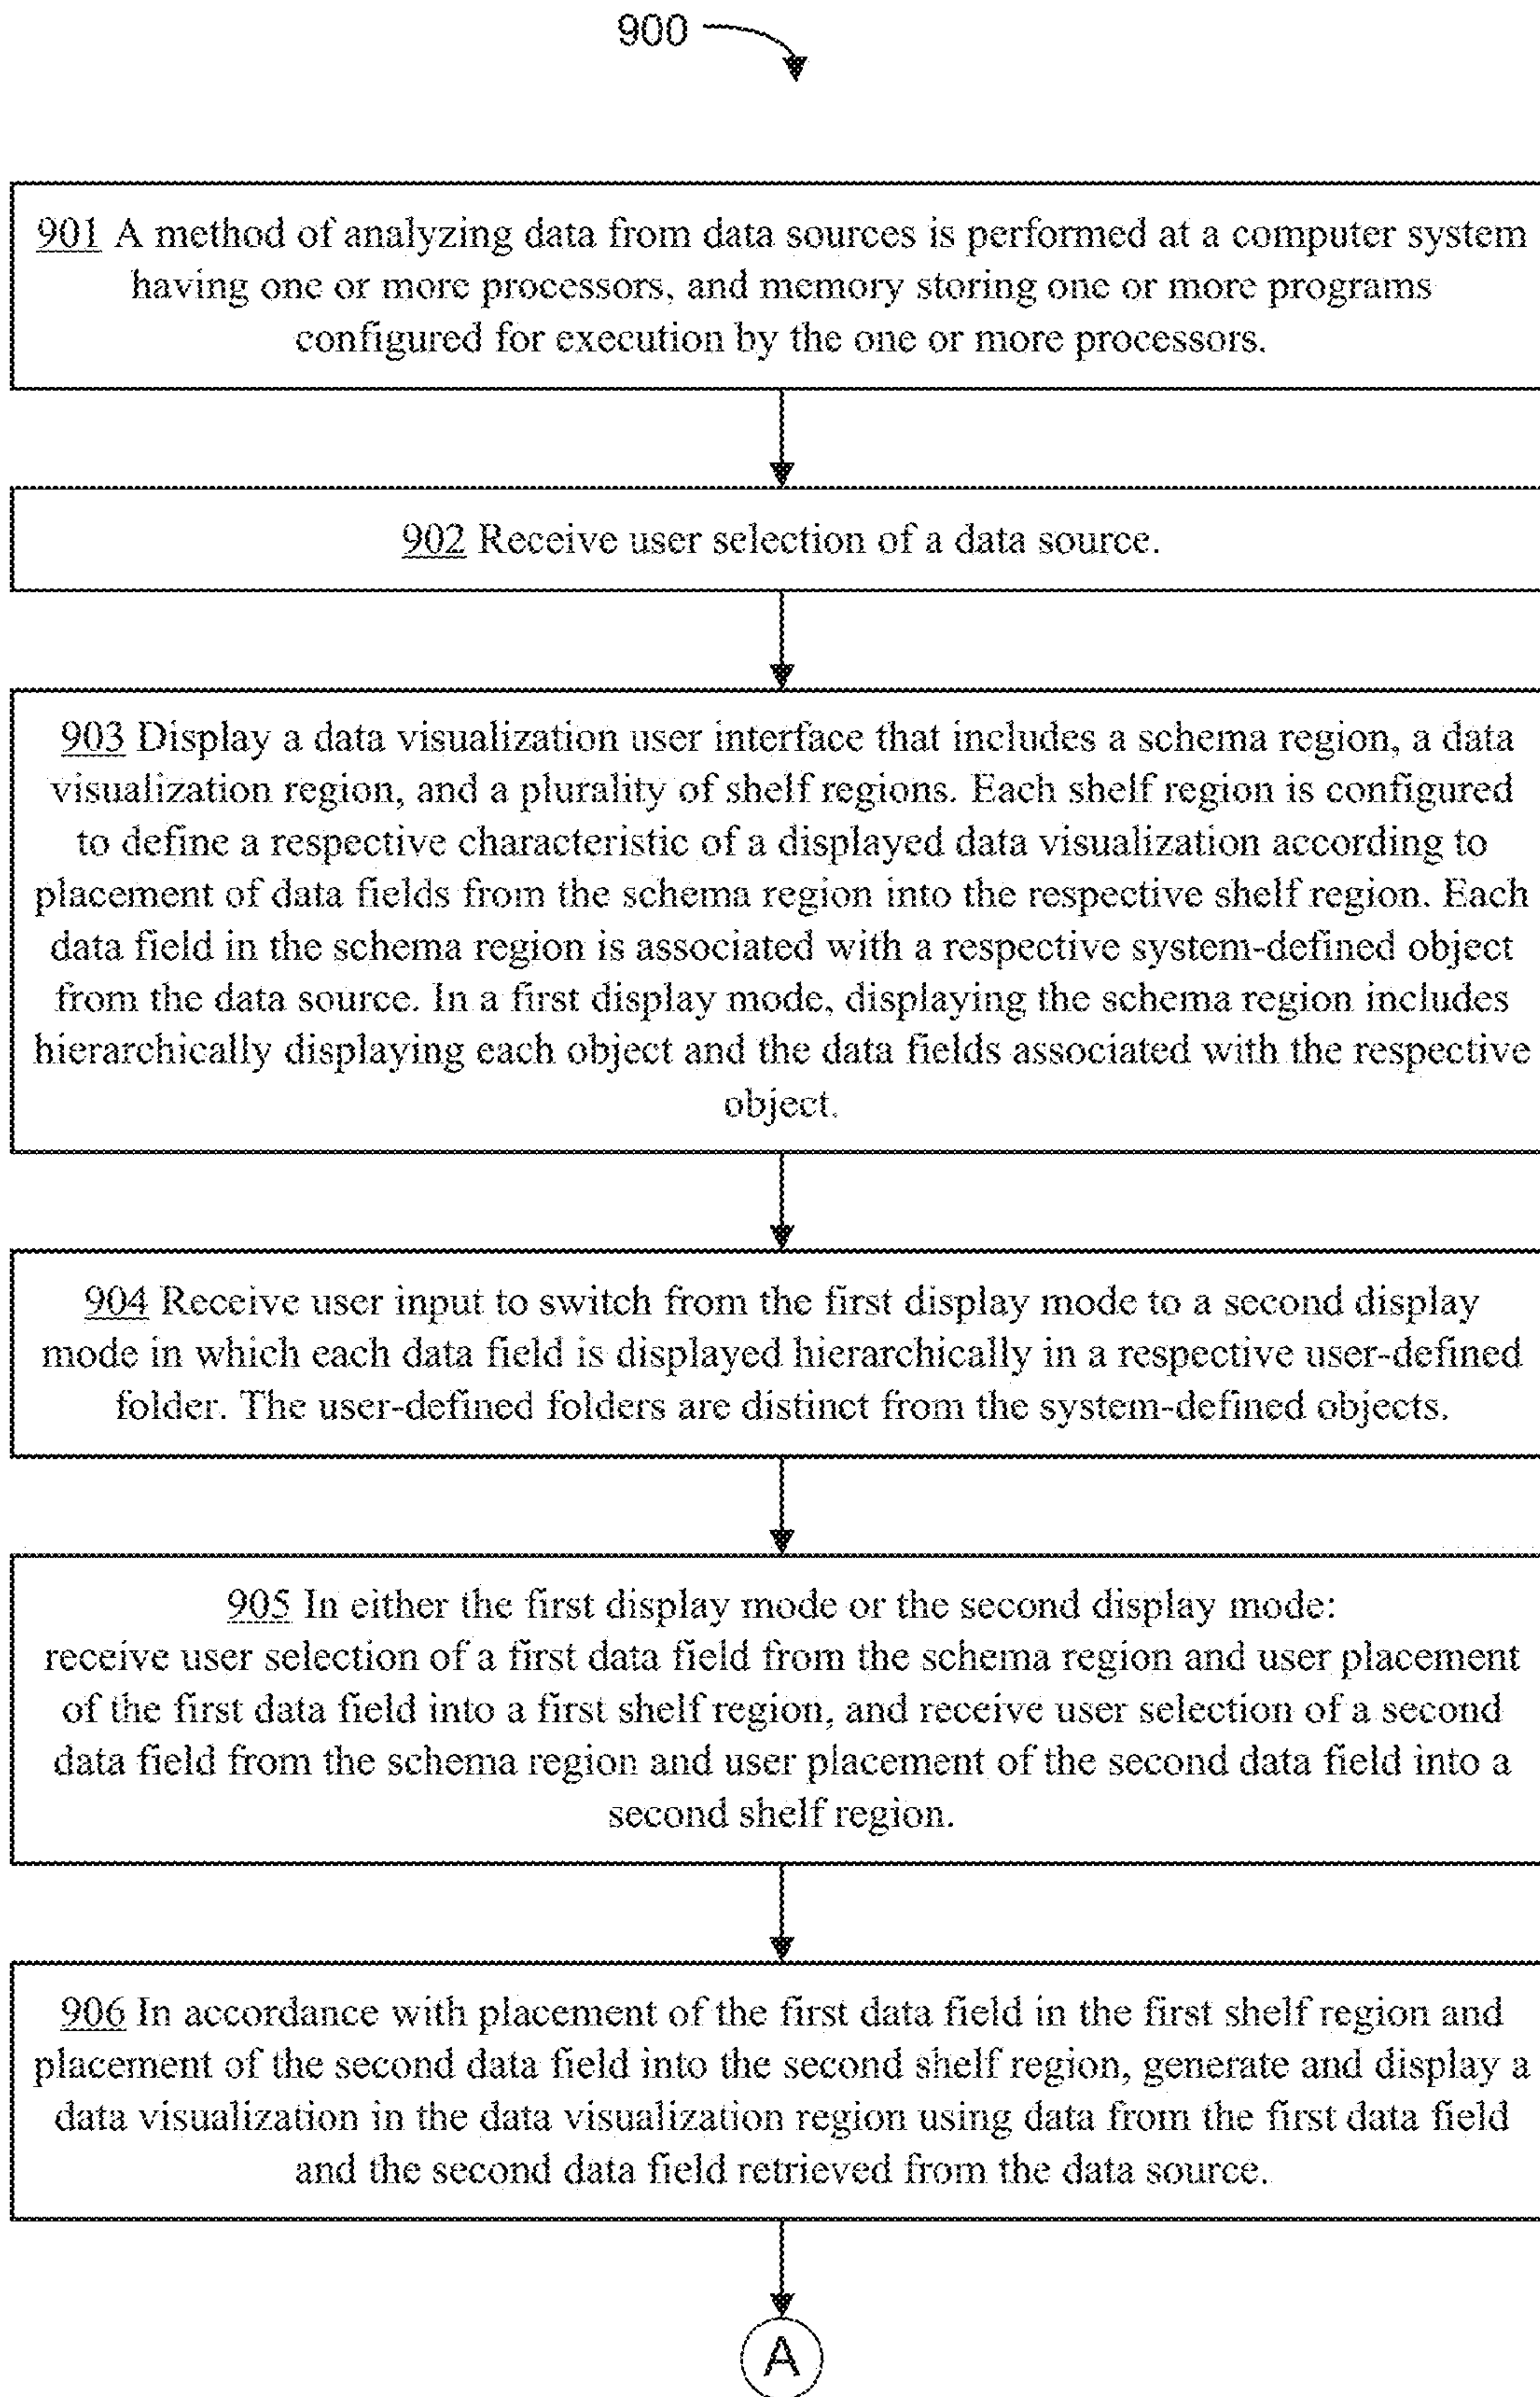 900
901 A method of analyzing data from data sources is performed at a computer system
having one or more processors, and memory storing one or more programs
configured for execution by the one or more processors.
902 Receive user selection of a data source.
903 Display a data visualization user interface that includes a schema region, a data
visualization region, and a plurality of shelf regions. Each shelf region is configured
to define a respective characteristic of a displayed data visualization according to
placement of data fields from the schema region into the respective shelf region. Each
data field in the schema region is associated with a respective system-defined object
from the data source. In a first display mode, displaying the schema region includes
hierarchically displaying each object and the data fields associated with the respective
object.
904 Receive user input to switch from the first display mode to a second display
mode in which each data field is displayed hierarchically in a respective user-defined
folder. The user-defined folders are distinct from the system-defined objects.
905 In either the first display mode or the second display mode:
receive user selection of a first data field from the schema region and user placement
of the first data field into a first shelf region, and receive user selection of a second
data field from the schema region and user placement of the second data field into a
second shelf region.
906 In accordance with placement of the first data field in the first shelf region and
placement of the second data field into the second shelf region, generate and display a
data visualization in the data visualization region using data from the first data field
and the second data field retrieved from the data source.
A